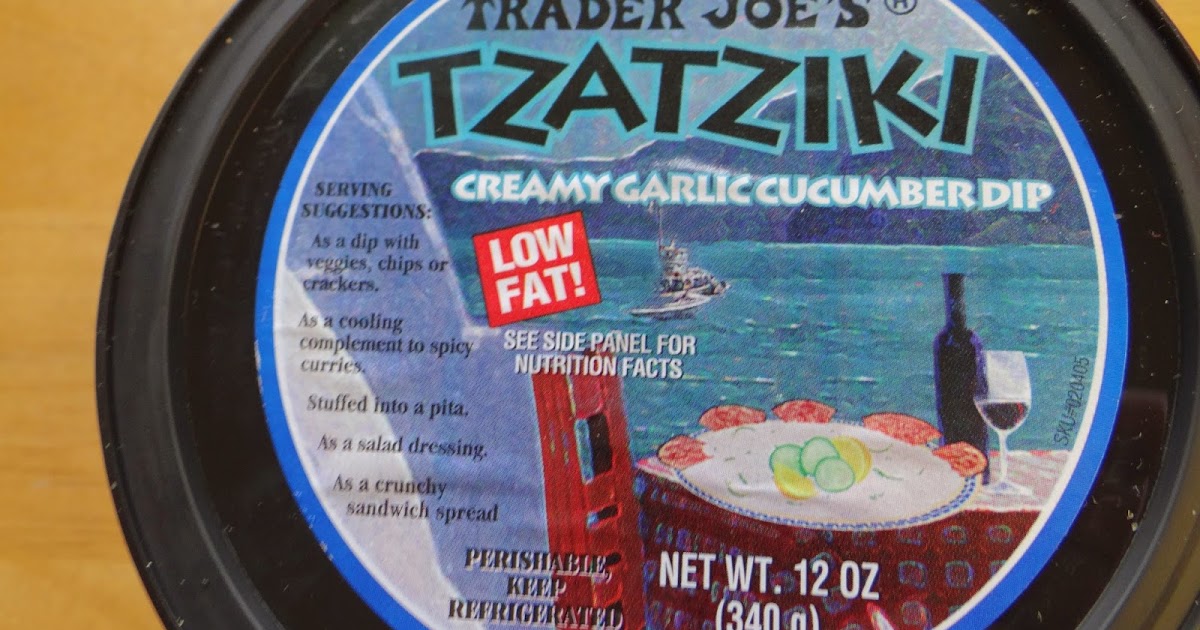 TRADER JOE'S®
TZATZIKI
CREAMY GARLIC CUCUMBER DIP
SERVING
SUGGESTIONS:
As a dip with
veggies, chips or
crackers.
As a cooling
complement to spicy
curries.
Stuffed into a pita.
As a salad dressing.
As a crunchy
sandwich spread
LOW
FAT!
SEE SIDE PANEL FOR
NUTRITION FACTS
SKU#020405
PERISHABLE,
KEEP
REFRIGERATED
NET WT. 12 OZ
(340 g)